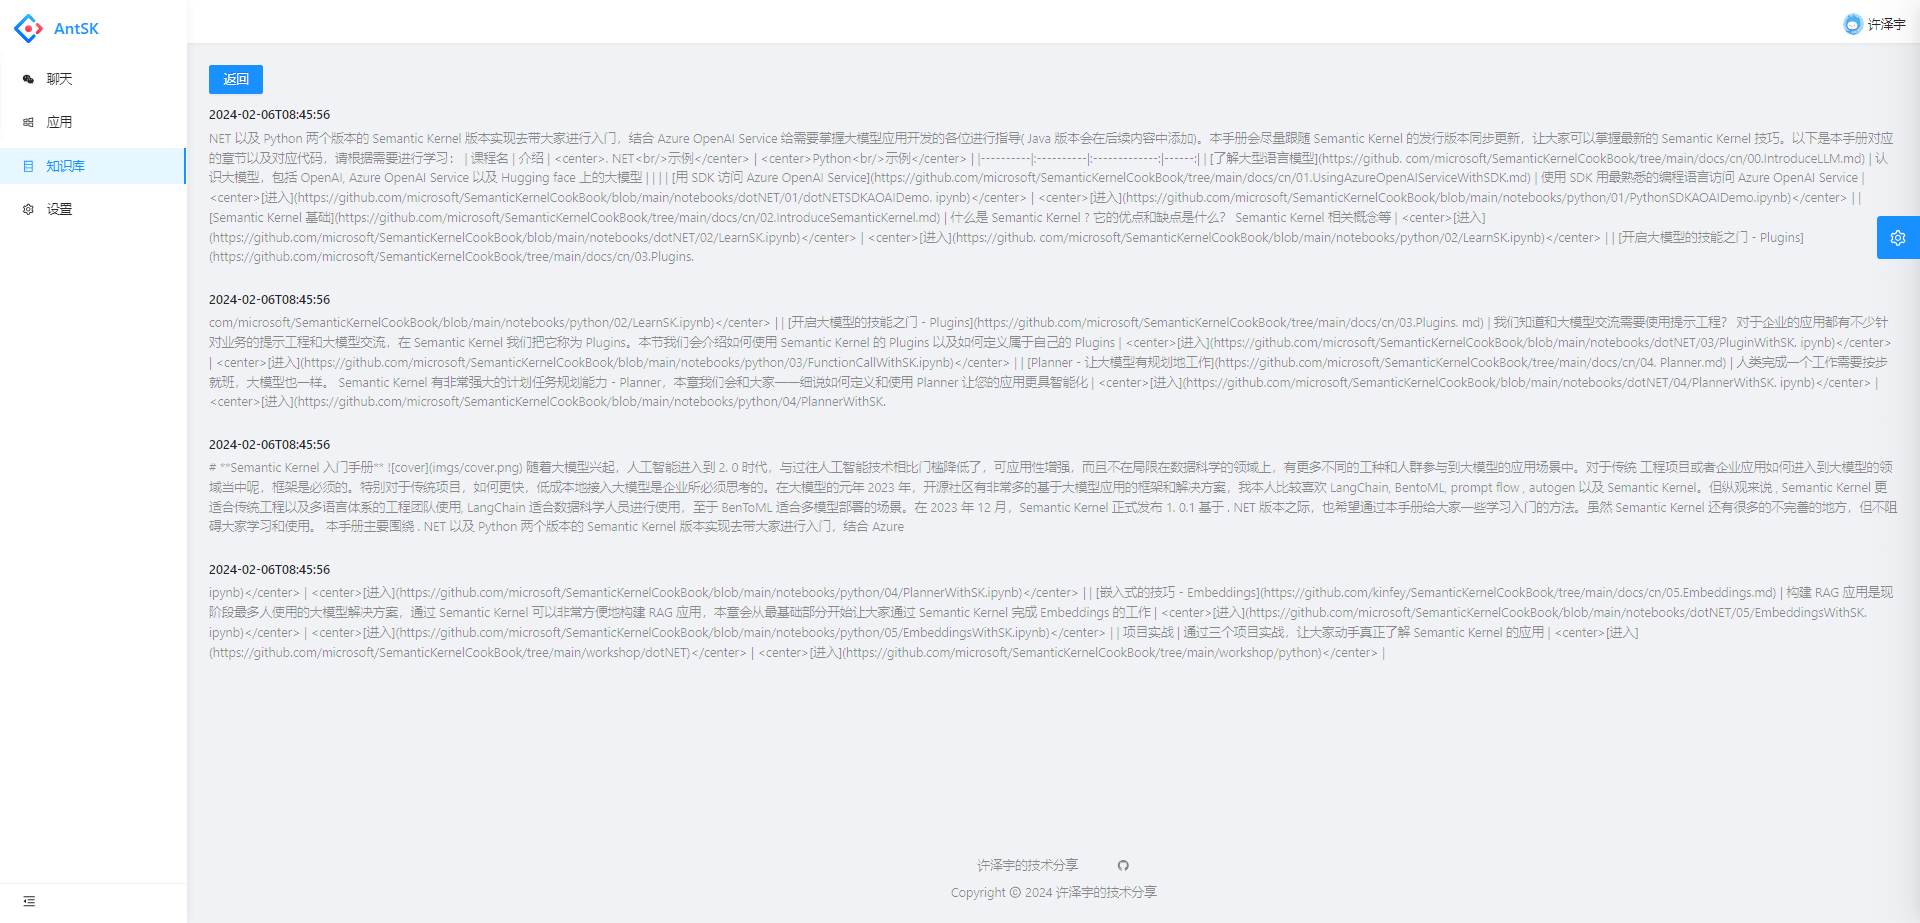 AntSK
许泽宇
聊天
应用
知识库
设置
返回
2024-02-06T08:45:56
NET 以及 Python 两个版本的 Semantic Kernel 版本实现去带大家进行入门，结合 Azure OpenAI Service 给需要掌握大模型应用开发的各位进行指导( Java 版本会在后续内容中添加)。本手册会尽量跟随 Semantic Kernel 的发行版本同步更新，让大家可以掌握最新的 Semantic Kernel 技巧。以下是本手册对应
的章节以及对应代码，请根据需要进行学习： | 课程名 | 介绍 | <center>. NET<br/>示例</center> | <center>Python<br/>示例</center> | |----------|:----------|:-------------:|------:| | [了解大型语言模型](https://github. com/microsoft/SemanticKernelCookBook/tree/main/docs/cn/00.IntroduceLLM.md) | 认
识大模型，包括 OpenAI, Azure OpenAI Service 以及 Hugging face 上的大模型 | | | | [用 SDK 访问 Azure OpenAI Service](https://github.com/microsoft/SemanticKernelCookBook/tree/main/docs/cn/01.UsingAzureOpenAIServiceWithSDK.md) | 使用 SDK 用最熟悉的编程语言访问 Azure OpenAI Service |
<center>[进入](https://github.com/microsoft/SemanticKernelCookBook/blob/main/notebooks/dotNET/01/dotNETSDKAOAIDemo. ipynb)</center> | <center>[进入](https://github.com/microsoft/SemanticKernelCookBook/blob/main/notebooks/python/01/PythonSDKAOAIDemo.ipynb)</center> | |
[Semantic Kernel 基础](https://github.com/microsoft/SemanticKernelCookBook/tree/main/docs/cn/02.IntroduceSemanticKernel.md) | 什么是 Semantic Kernel ? 它的优点和缺点是什么？ Semantic Kernel 相关概念等 | <center>[进入]
(https://github.com/microsoft/SemanticKernelCookBook/blob/main/notebooks/dotNET/02/LearnSK.ipynb)</center> | <center>[进入](https://github. com/microsoft/SemanticKernelCookBook/blob/main/notebooks/python/02/LearnSK.ipynb)</center> | | [开启大模型的技能之门 - Plugins]
(https://github.com/microsoft/SemanticKernelCookBook/tree/main/docs/cn/03.Plugins.
2024-02-06T08:45:56
com/microsoft/SemanticKernelCookBook/blob/main/notebooks/python/02/LearnSK.ipynb)</center> | | [开启大模型的技能之门 - Plugins](https://github.com/microsoft/SemanticKernelCookBook/tree/main/docs/cn/03.Plugins. md) | 我们知道和大模型交流需要使用提示工程？ 对于企业的应用都有不少针
对业务的提示工程和大模型交流，在 Semantic Kernel 我们把它称为 Plugins。本节我们会介绍如何使用 Semantic Kernel 的 Plugins 以及如何定义属于自己的 Plugins | <center>[进入](https://github.com/microsoft/SemanticKernelCookBook/blob/main/notebooks/dotNET/03/PluginWithSK. ipynb)</center>
| <center>[进入](https://github.com/microsoft/SemanticKernelCookBook/blob/main/notebooks/python/03/FunctionCallWithSK.ipynb)</center> | | [Planner - 让大模型有规划地工作](https://github.com/microsoft/SemanticKernelCookBook/tree/main/docs/cn/04. Planner.md) | 人类完成一个工作需要按步
就班，大模型也一样。 Semantic Kernel 有非常强大的计划任务规划能力 - Planner，本章我们会和大家一一细说如何定义和使用 Planner 让您的应用更具智能化 | <center>[进入](https://github.com/microsoft/SemanticKernelCookBook/blob/main/notebooks/dotNET/04/PlannerWithSK. ipynb)</center> |
<center>[进入](https://github.com/microsoft/SemanticKernelCookBook/blob/main/notebooks/python/04/PlannerWithSK.
2024-02-06T08:45:56
# **Semantic Kernel 入门手册** ![cover](imgs/cover.png) 随着大模型兴起，人工智能进入到 2. 0 时代，与过往人工智能技术相比门槛降低了，可应用性增强，而且不在局限在数据科学的领域上，有更多不同的工种和人群参与到大模型的应用场景中。对于传统 工程项目或者企业应用如何进入到大模型的领
域当中呢，框架是必须的。特别对于传统项目，如何更快，低成本地接入大模型是企业所必须思考的。在大模型的元年 2023 年，开源社区有非常多的基于大模型应用的框架和解决方案，我本人比较喜欢 LangChain, BentoML, prompt flow , autogen 以及 Semantic Kernel。但纵观来说 , Semantic Kernel 更
适合传统工程以及多语言体系的工程团队使用, LangChain 适合数据科学人员进行使用，至于 BenToML 适合多模型部署的场景。在 2023 年 12 月，Semantic Kernel 正式发布 1. 0.1 基于 . NET 版本之际，也希望通过本手册给大家一些学习入门的方法。虽然 Semantic Kernel 还有很多的不完善的地方，但不阻
碍大家学习和使用。 本手册主要围绕 . NET 以及 Python 两个版本的 Semantic Kernel 版本实现去带大家进行入门，结合 Azure
2024-02-06T08:45:56
ipynb)</center> | <center>[进入](https://github.com/microsoft/SemanticKernelCookBook/blob/main/notebooks/python/04/PlannerWithSK.ipynb)</center> | | [嵌入式的技巧 - Embeddings](https://github.com/kinfey/SemanticKernelCookBook/tree/main/docs/cn/05.Embeddings.md) | 构建 RAG 应用是现
阶段最多人使用的大模型解决方案，通过 Semantic Kernel 可以非常方便地构建 RAG 应用，本章会从最基础部分开始让大家通过 Semantic Kernel 完成 Embeddings 的工作 | <center>[进入](https://github.com/microsoft/SemanticKernelCookBook/blob/main/notebooks/dotNET/05/EmbeddingsWithSK.
ipynb)</center> | <center>[进入](https://github.com/microsoft/SemanticKernelCookBook/blob/main/notebooks/python/05/EmbeddingsWithSK.ipynb)</center> | | 项目实战 | 通过三个项目实战，让大家动手真正了解 Semantic Kernel 的应用 | <center>[进入]
(https://github.com/microsoft/SemanticKernelCookBook/tree/main/workshop/dotNET)</center> | <center>[进入](https://github.com/microsoft/SemanticKernelCookBook/tree/main/workshop/python)</center> |
许泽宇的技术分享
Copyright © 2024 许泽宇的技术分享